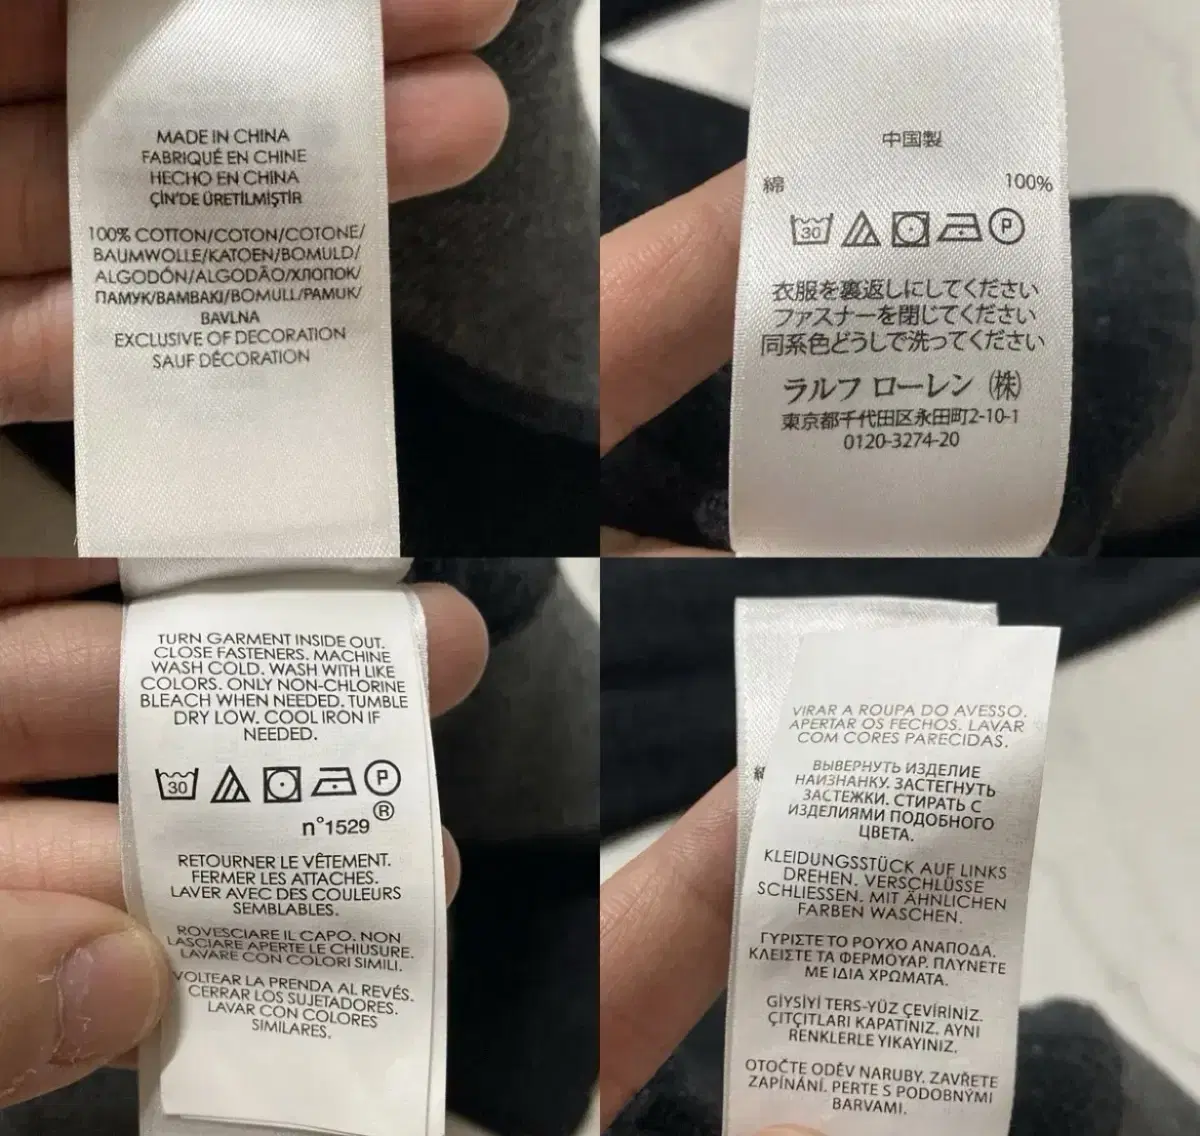 MADE IN CHINA
FABRIQUÉ EN CHINE
HECHO EN CHINA
ÇİN'DE ÜRETİLMİŞTİR
100% COTTON/COTON/COTONE/
BAUMWOLLE/KATOEN/BOMULD/
ALGODÓN/ALGODÃO/ХЛОПОК/
ПАМУК/BAMBAKI/BOMULL/PAMUK/
BAVLNA
EXCLUSIVE OF DECORATION
SAUF DÉCORATION
中国製
綿 100%
30 P
衣服を裏返しにしてください
ファスナーを閉じてください
同系色どうしで洗ってください
ラルフ ローレン ㈱
東京都千代田区永田町2-10-1
0120-3274-20
TURN GARMENT INSIDE OUT.
CLOSE FASTENERS. MACHINE
WASH COLD. WASH WITH LIKE
COLORS. ONLY NON-CHLORINE
BLEACH WHEN NEEDED. TUMBLE
DRY LOW. COOL IRON IF
NEEDED.
30 P
n°1529 ®
RETOURNER LE VÊTEMENT.
FERMER LES ATTACHES.
LAVER AVEC DES COULEURS
SEMBLABLES.
ROVESCIARE IL CAPO. NON
LASCIARE APERTE LE CHIUSURE.
LAVARE CON COLORI SIMILI.
VOLTEAR LA PRENDA AL REVÉS.
CERRAR LOS SUJETADORES.
LAVAR CON COLORES
SIMILARES.
VIRAR A ROUPA DO AVESSO.
APERTAR OS FECHOS. LAVAR
COM CORES PARECIDAS.
ВЫВЕРНУТЬ ИЗДЕЛИЕ
НАИЗНАНКУ. ЗАСТЕГНУТЬ
ЗАСТЕЖКИ. СТИРАТЬ С
ИЗДЕЛИЯМИ ПОДОБНОГО
ЦВЕТА.
KLEIDUNGSSTÜCK AUF LINKS
DREHEN. VERSCHLÜSSE
SCHLIESSEN. MIT ÄHNLICHEN
FARBEN WASCHEN.
ΓΥΡΙΣΤΕ ΤΟ ΡΟΥΧΟ ΑΝΑΠΟΔΑ.
ΚΛΕΙΣΤΕ ΤΑ ΦΕΡΜΟΥΑΡ. ΠΛΥΝΕΤΕ
ΜΕ ΙΔΙΑ ΧΡΩΜΑΤΑ.
GİYSİYİ TERS-YÜZ ÇEVİRİNİZ.
ÇITÇITLARI KAPATINIZ. AYNI
RENKLERLE YIKAYINIZ.
OTOČTE ODĚV NARUBY. ZAVŘETE
ZAPÍNÁNÍ. PERTE S PODOBNÝMI
BARVAMI.